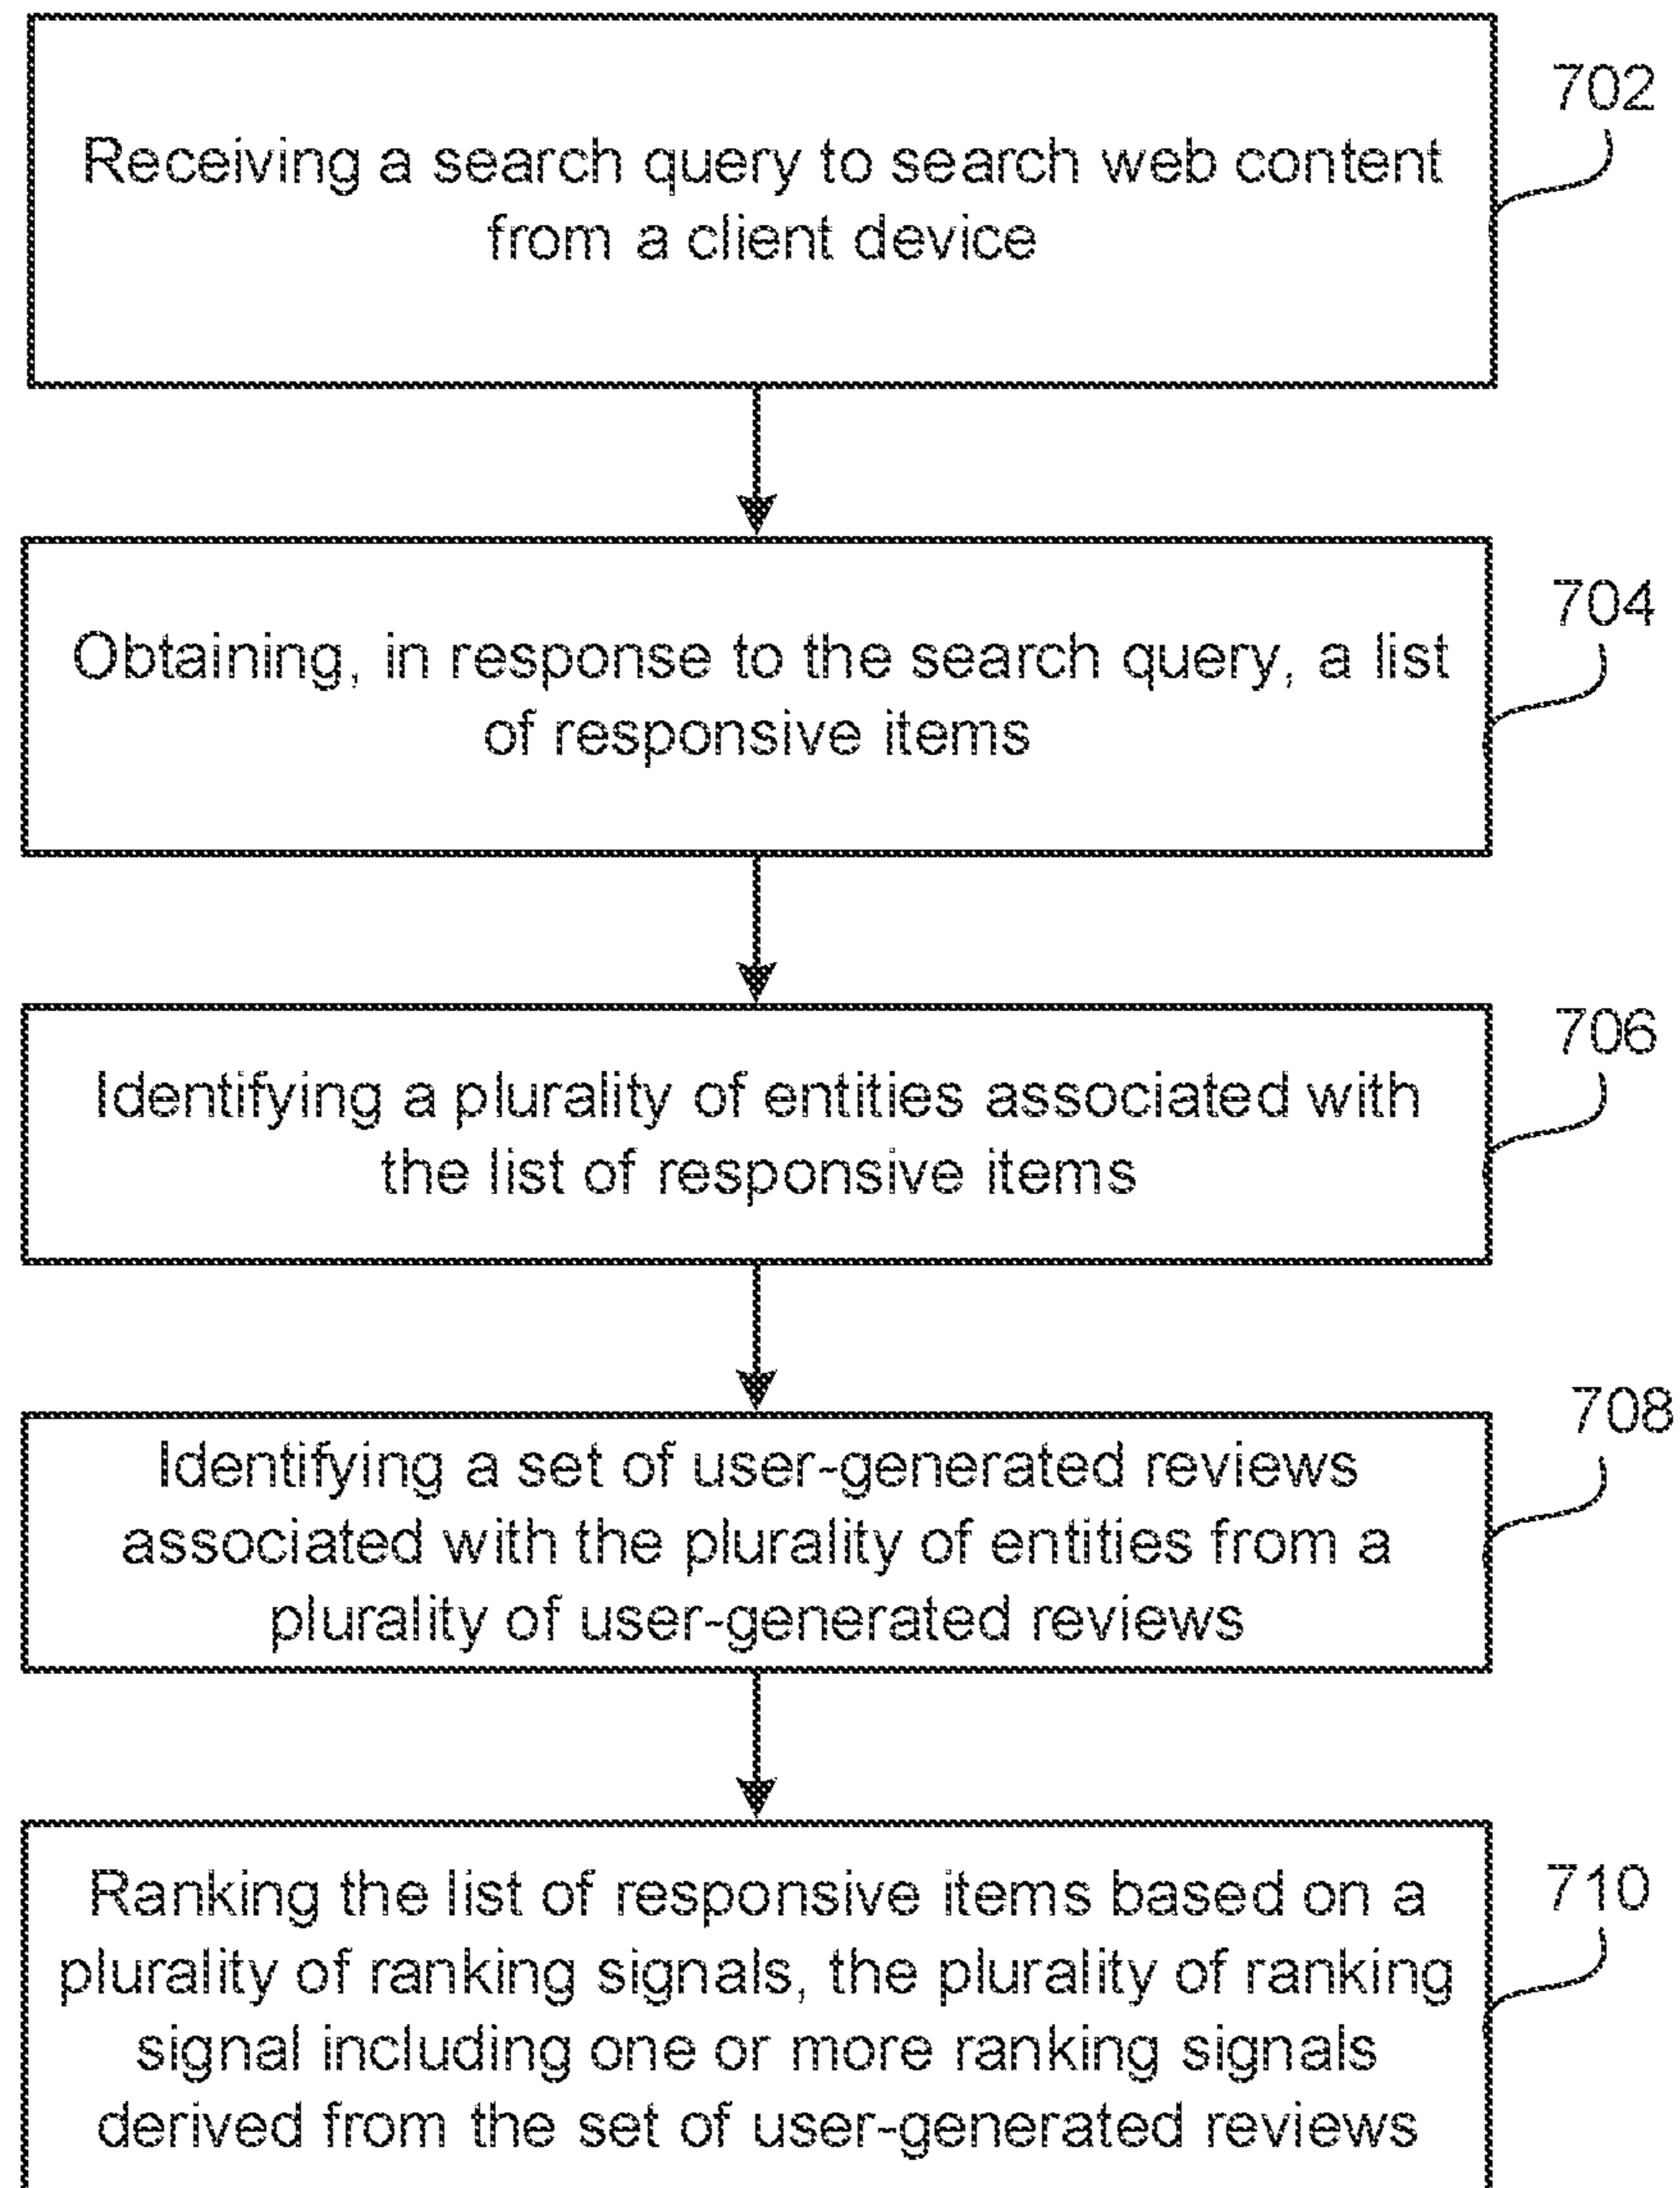 702
Receiving a search query to search web content
from a client device
704
Obtaining, in response to the search query, a list
of responsive items
706
Identifying a plurality of entities associated with
the list of responsive items
708
Identifying a set of user-generated reviews
associated with the plurality of entities from a
plurality of user-generated reviews
710
Ranking the list of responsive items based on a
plurality of ranking signals, the plurality of ranking
signal including one or more ranking signals
derived from the set of user-generated reviews